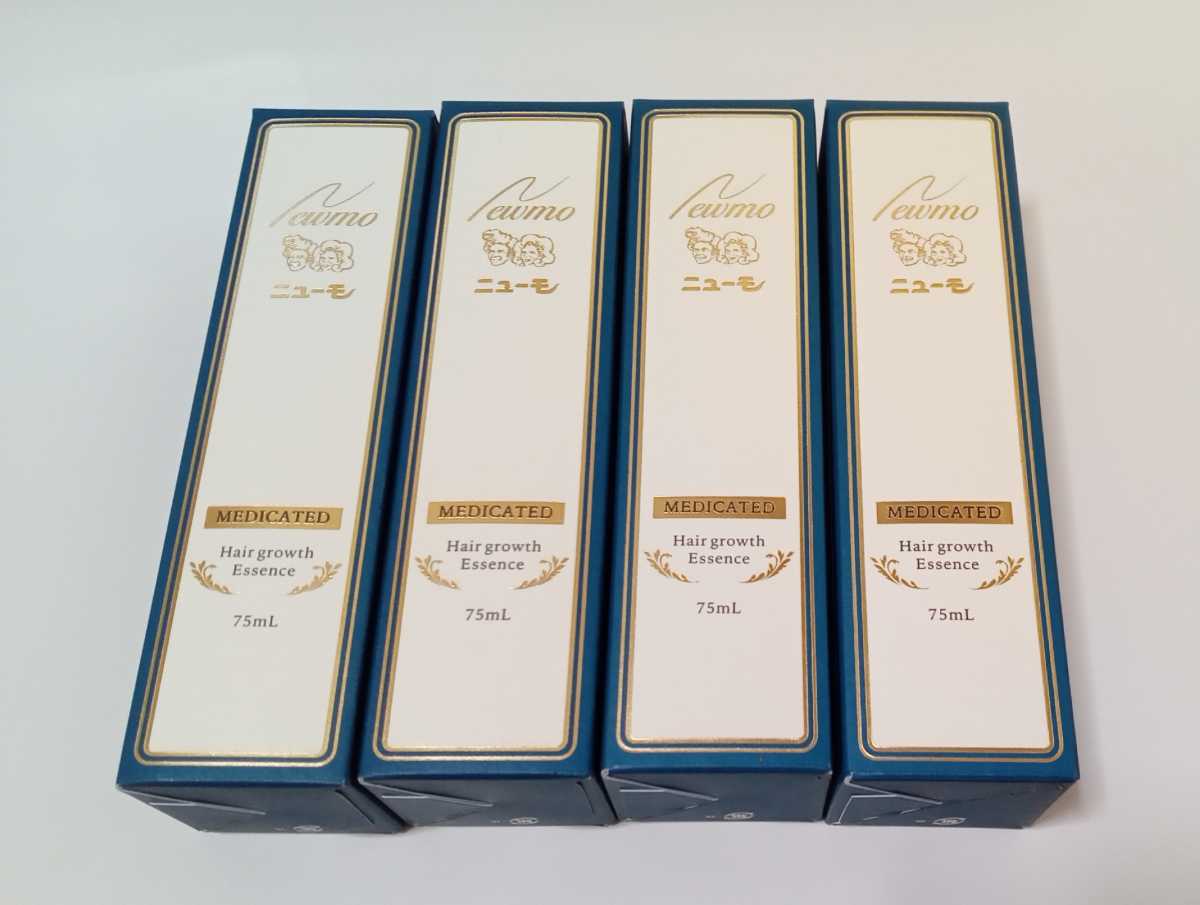 Newmo
ニューモ
MEDICATED
Hair growth
Essence
75mL
Newmo
ニューモ
MEDICATED
Hair growth
Essence
75mL
Newmo
ニューモ
MEDICATED
Hair growth
Essence
75mL
Newmo
ニューモ
MEDICATED
Hair growth
Essence
75mL